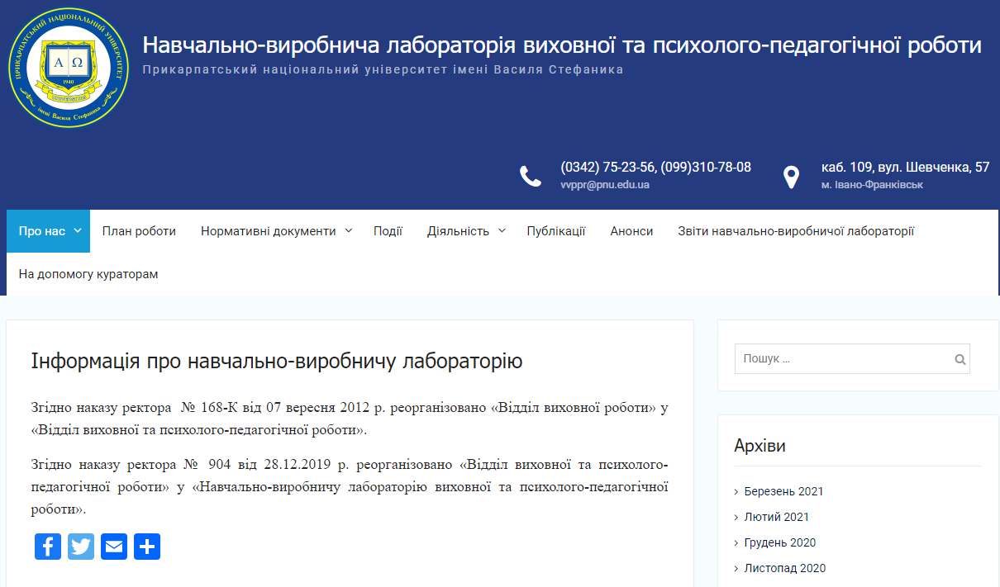 ПРИКАРПАТСЬКИЙ НАЦІОНАЛЬНИЙ УНІВЕРСИТЕТ
Α Ω
1940
UNIVERSITAS
імені Василя Стефаника
Навчально-виробнича лабораторія виховної та психолого-педагогічної роботи
Прикарпатський національний університет імені Василя Стефаника
(0342) 75-23-56, (099)310-78-08
vvppr@pnu.edu.ua
каб. 109, вул. Шевченка, 57
м. Івано-Франківськ
Про нас План роботи Нормативні документи Події Діяльність Публікації Анонси Звіти навчально-виробничої лабораторії
На допомогу кураторам
Інформація про навчально-виробничу лабораторію
Згідно наказу ректора № 168-К від 07 вересня 2012 р. реорганізовано «Відділ виховної роботи» у
«Відділ виховної та психолого-педагогічної роботи».
Згідно наказу ректора № 904 від 28.12.2019 р. реорганізовано «Відділ виховної та психолого-
педагогічної роботи» у «Навчально-виробничу лабораторію виховної та психолого-педагогічної
роботи».
Пошук …
Архіви
Березень 2021
Лютий 2021
Грудень 2020
Листопад 2020